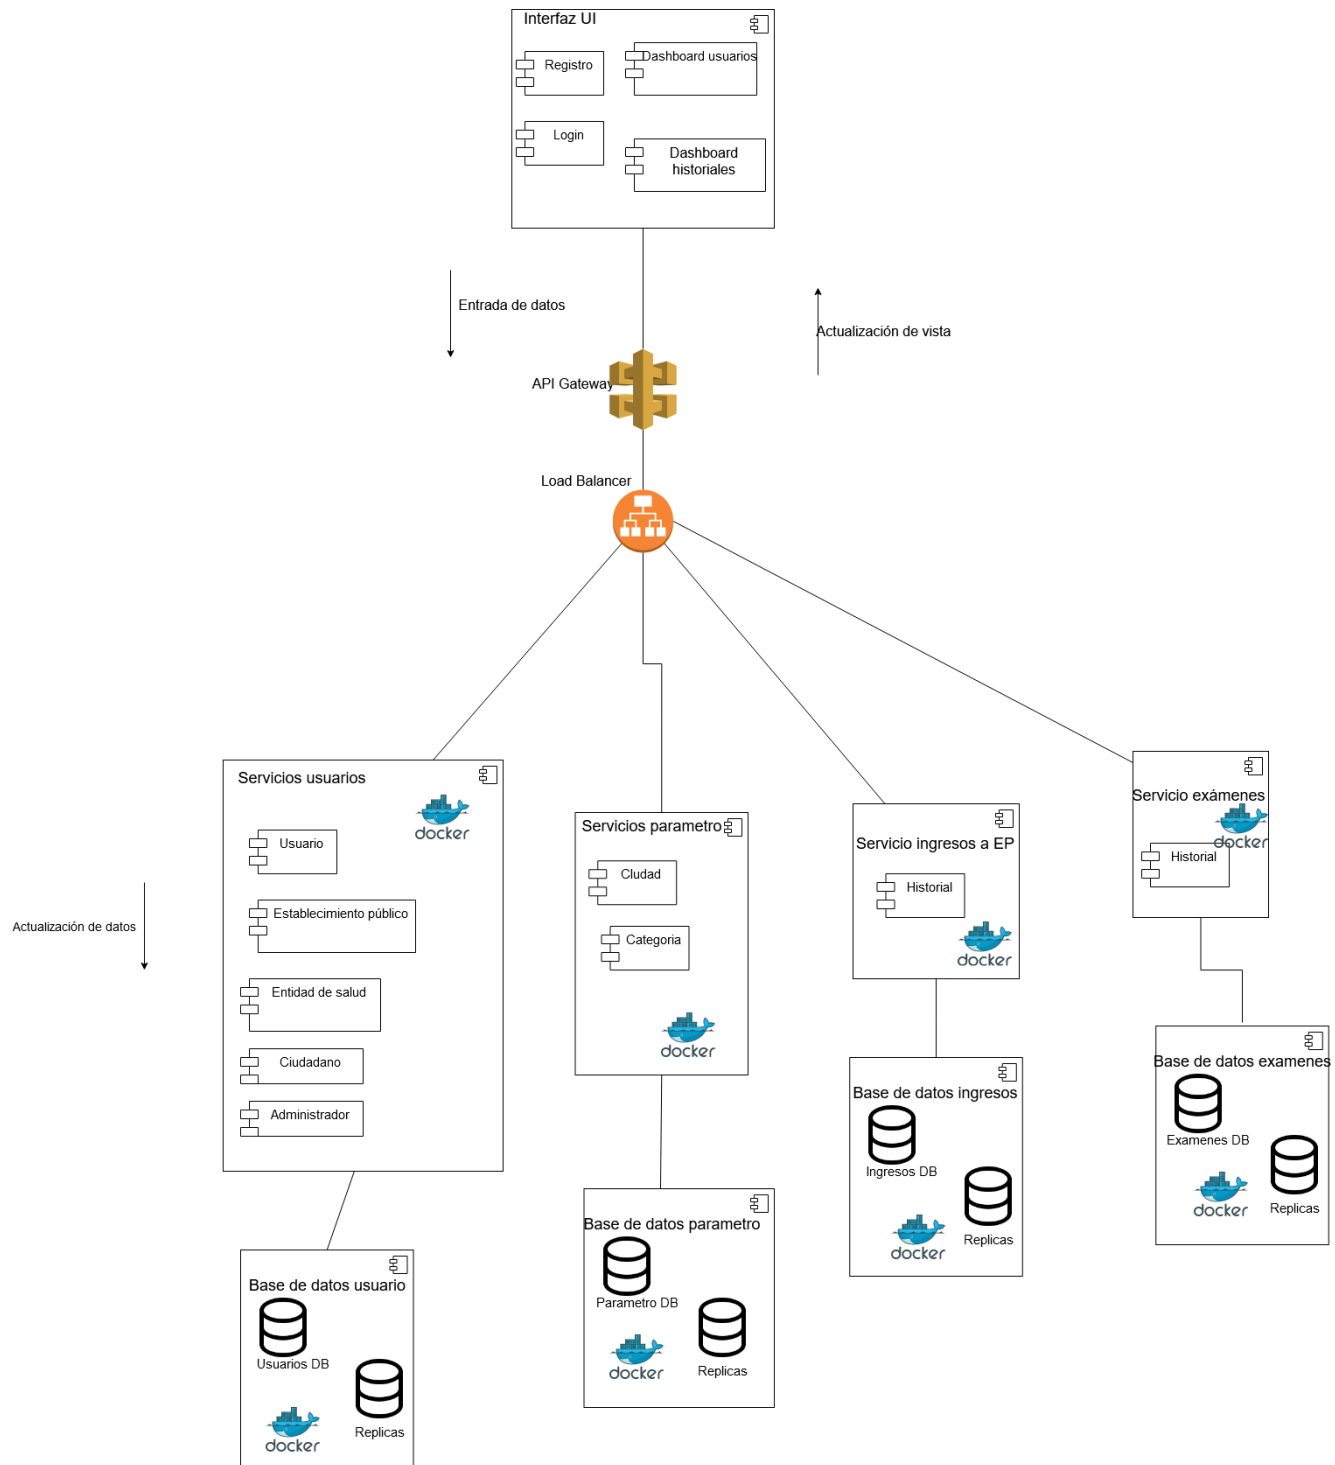 Interfaz UI
Registro
Dashboard usuarios
Login
Dashboard
historiales
Entrada de datos
Actualización de vista
API Gateway
Load Balancer
Servicios usuarios
docker
Usuario
Establecimiento público
Entidad de salud
Ciudadano
Administrador
Actualización de datos
Servicios parametro
CIudad
Categoria
docker
Servicio ingresos a EP
Historial
docker
Servicio exámenes
docker
Historial
Base de datos usuario
Usuarios DB
Replicas
docker
Base de datos parametro
Parametro DB
Replicas
docker
Base de datos ingresos
Ingresos DB
Replicas
docker
Base de datos examenes
Examenes DB
Replicas
docker